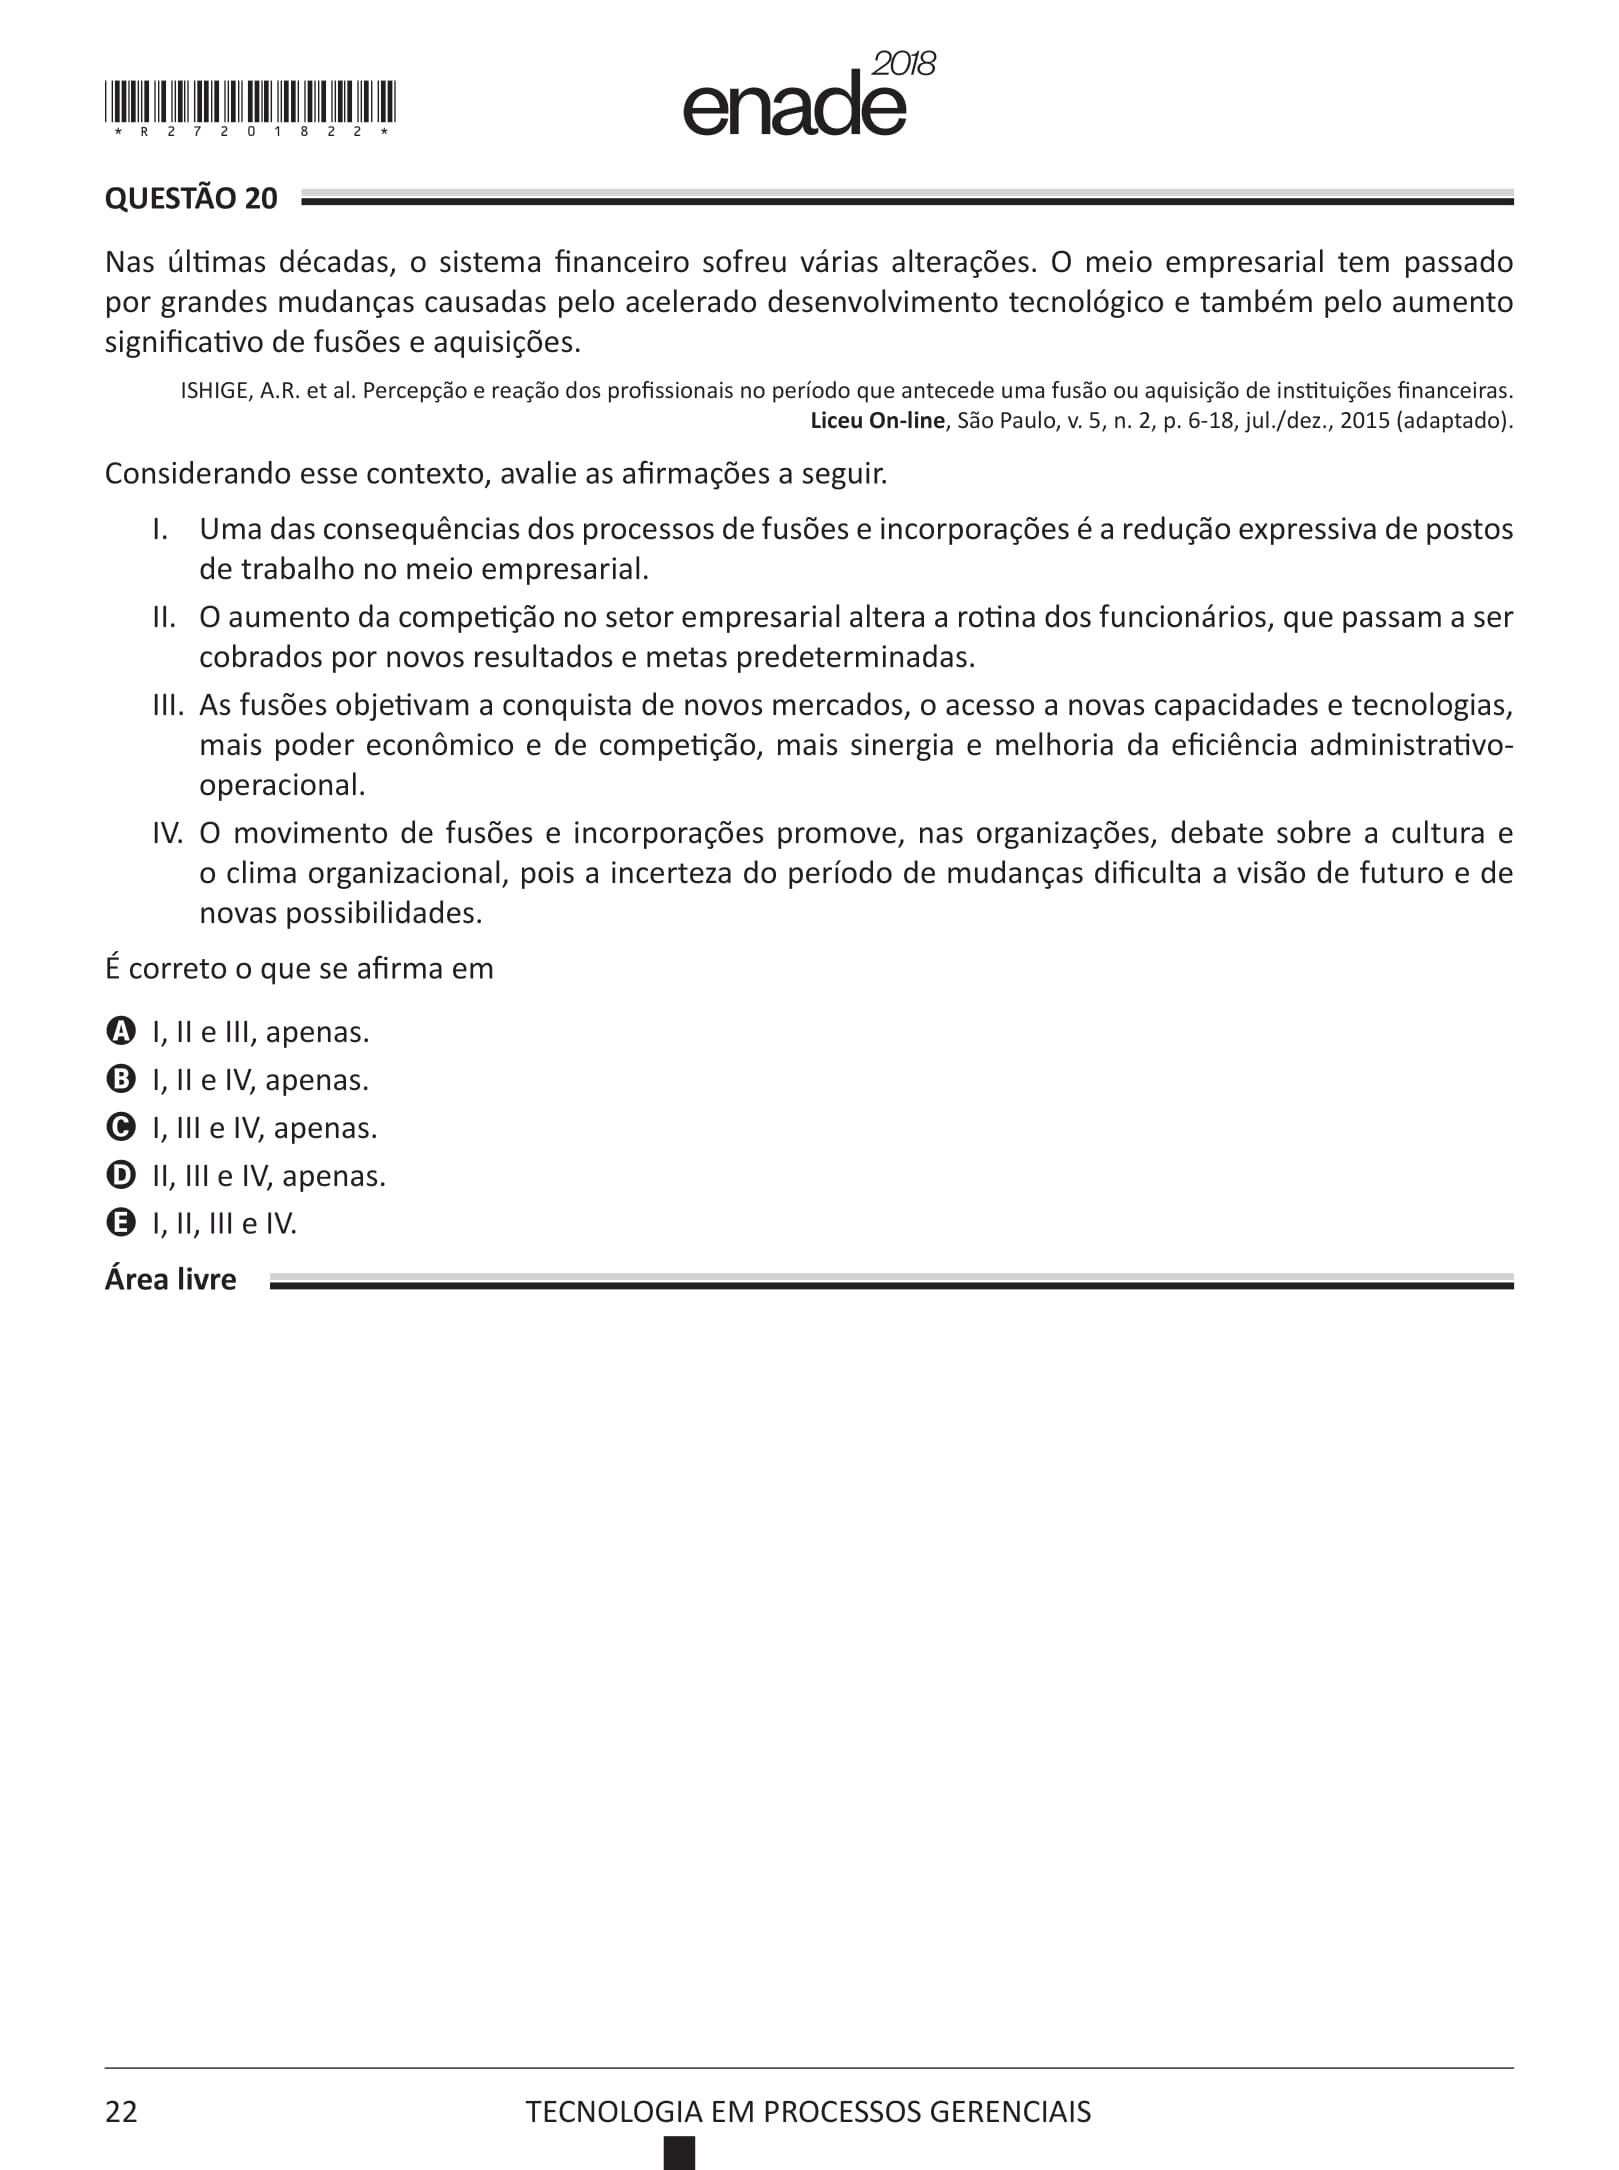 2018
enade
* R 2 7 2 0 1 8 2 2 *
QUESTÃO 20
Nas últimas décadas, o sistema financeiro sofreu várias alterações. O meio empresarial tem passado
por grandes mudanças causadas pelo acelerado desenvolvimento tecnológico e também pelo aumento
significativo de fusões e aquisições.
ISHIGE, A.R. et al. Percepção e reação dos profissionais no período que antecede uma fusão ou aquisição de instituições financeiras.
Liceu On-line, São Paulo, v. 5, n. 2, p. 6-18, jul./dez., 2015 (adaptado).
Considerando esse contexto, avalie as afirmações a seguir.
I. Uma das consequências dos processos de fusões e incorporações é a redução expressiva de postos
de trabalho no meio empresarial.
II. O aumento da competição no setor empresarial altera a rotina dos funcionários, que passam a ser
cobrados por novos resultados e metas predeterminadas.
III. As fusões objetivam a conquista de novos mercados, o acesso a novas capacidades e tecnologias,
mais poder econômico e de competição, mais sinergia e melhoria da eficiência administrativo-
operacional.
IV. O movimento de fusões e incorporações promove, nas organizações, debate sobre a cultura e
o clima organizacional, pois a incerteza do período de mudanças dificulta a visão de futuro e de
novas possibilidades.
É correto o que se afirma em
A I, II e III, apenas.
B I, II e IV, apenas.
C I, III e IV, apenas.
D II, III e IV, apenas.
E I, II, III e IV.
Área livre
22
TECNOLOGIA EM PROCESSOS GERENCIAIS